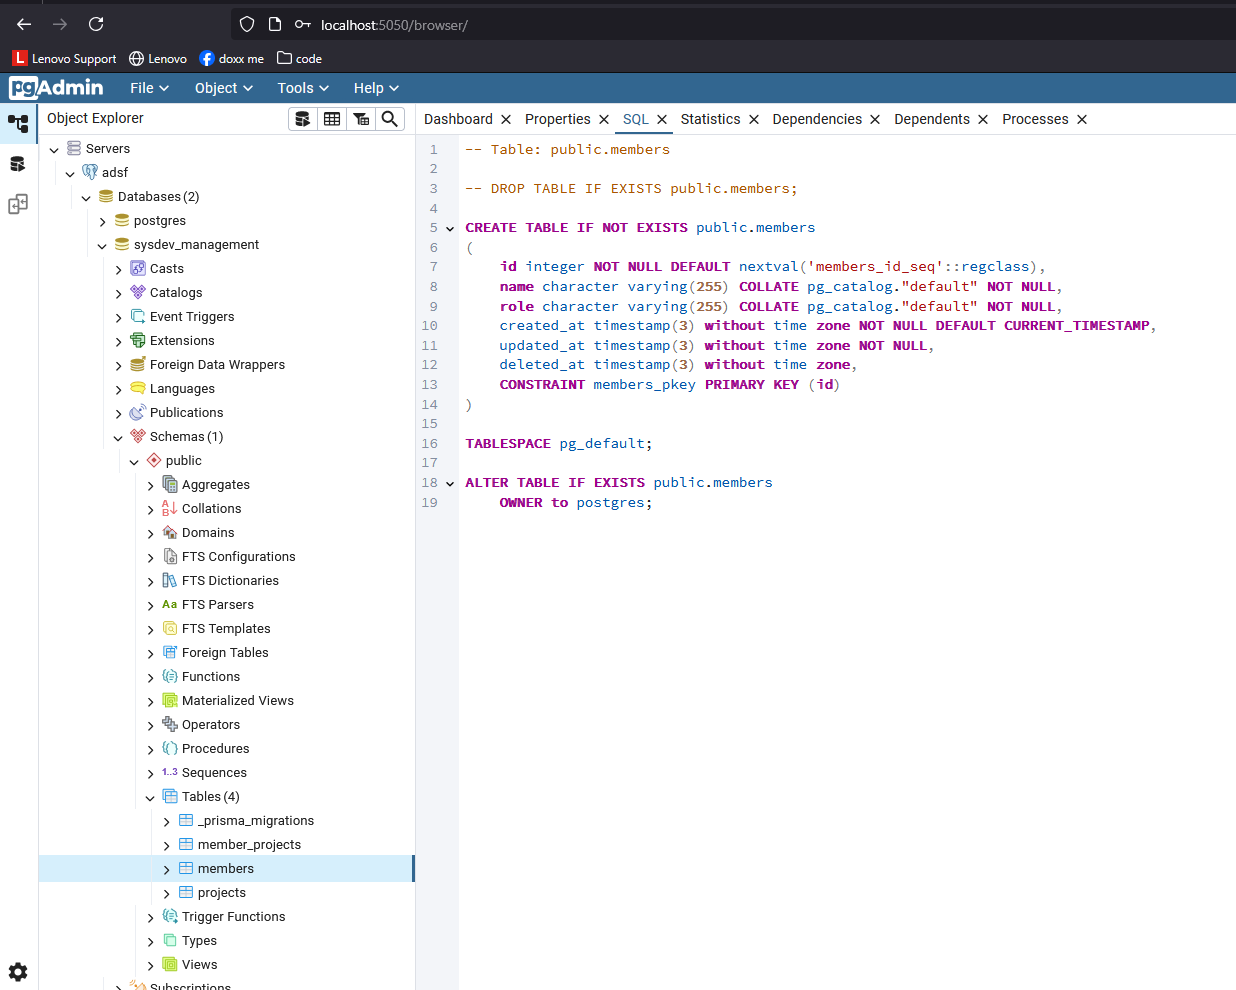 localhost:5050/browser/
L Lenovo Support Lenovo doxx me code
pgAdmin File Object Tools Help
Object Explorer
Dashboard Properties SQL Statistics Dependencies Dependents Processes
Servers
adsf
Databases (2)
postgres
sysdev_management
Casts
Catalogs
Event Triggers
Extensions
Foreign Data Wrappers
Languages
Publications
Schemas (1)
public
Aggregates
Collations
Domains
FTS Configurations
FTS Dictionaries
Aa FTS Parsers
FTS Templates
Foreign Tables
Functions
Materialized Views
Operators
Procedures
1..3 Sequences
Tables (4)
_prisma_migrations
member_projects
members
projects
Trigger Functions
Types
Views
Subscriptions
1 -- Table: public.members
2
3 -- DROP TABLE IF EXISTS public.members;
4
5 CREATE TABLE IF NOT EXISTS public.members
6 (
7 id integer NOT NULL DEFAULT nextval('members_id_seq'::regclass),
8 name character varying(255) COLLATE pg_catalog."default" NOT NULL,
9 role character varying(255) COLLATE pg_catalog."default" NOT NULL,
10 created_at timestamp(3) without time zone NOT NULL DEFAULT CURRENT_TIMESTAMP,
11 updated_at timestamp(3) without time zone NOT NULL,
12 deleted_at timestamp(3) without time zone,
13 CONSTRAINT members_pkey PRIMARY KEY (id)
14 )
15
16 TABLESPACE pg_default;
17
18 ALTER TABLE IF EXISTS public.members
19 OWNER to postgres;